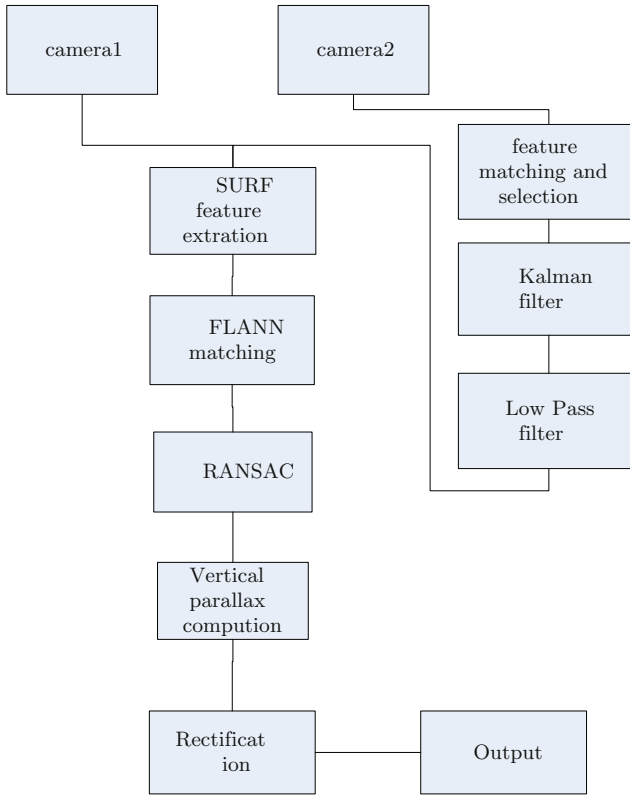 camera1
camera2
feature
matching and
selection
SURF
feature
extration
Kalman
filter
FLANN
matching
Low Pass
filter
RANSAC
Vertical
parallax
compution
Rectificat
ion
Output